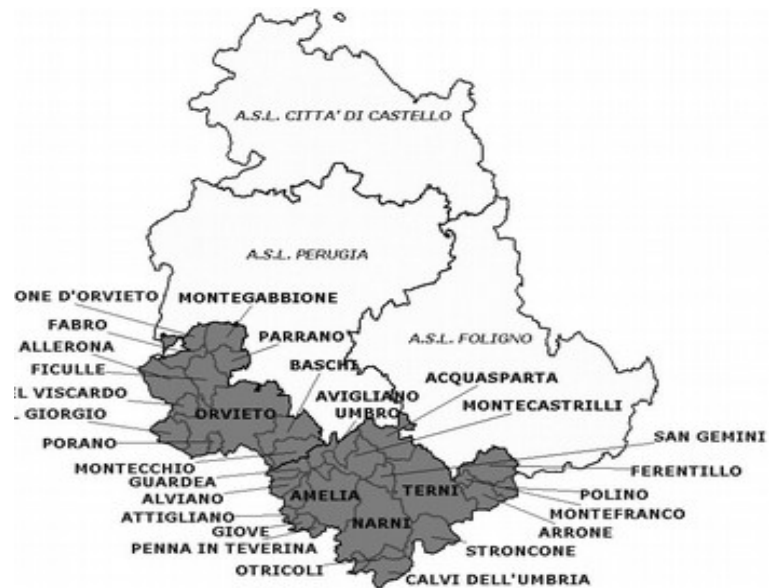 A.S.L. CITTA' DI CASTELLO
A.S.L. PERUGIA
ONE D'ORVIETO
MONTEGABBIONE
FABRO
PARRANO
A.S.L. FOLIGNO
ALLERONA
BASCHI
FICULLE
ACQUASPARTA
EL VISCARDO
AVIGLIANO
UMBRO
MONTECASTRILLI
GIORGIO
ORVIETO
PORANO
SAN GEMINI
MONTECCHIO
FERENTILLO
GUARDEA
ALVIANO
AMELIA
TERNI
POLINO
MONTEFRANCO
ATTIGLIANO
NARNI
GIOVE
ARRONE
PENNA IN TEVERINA
STRONCONE
OTRICOLI
CALVI DELL'UMBRIA